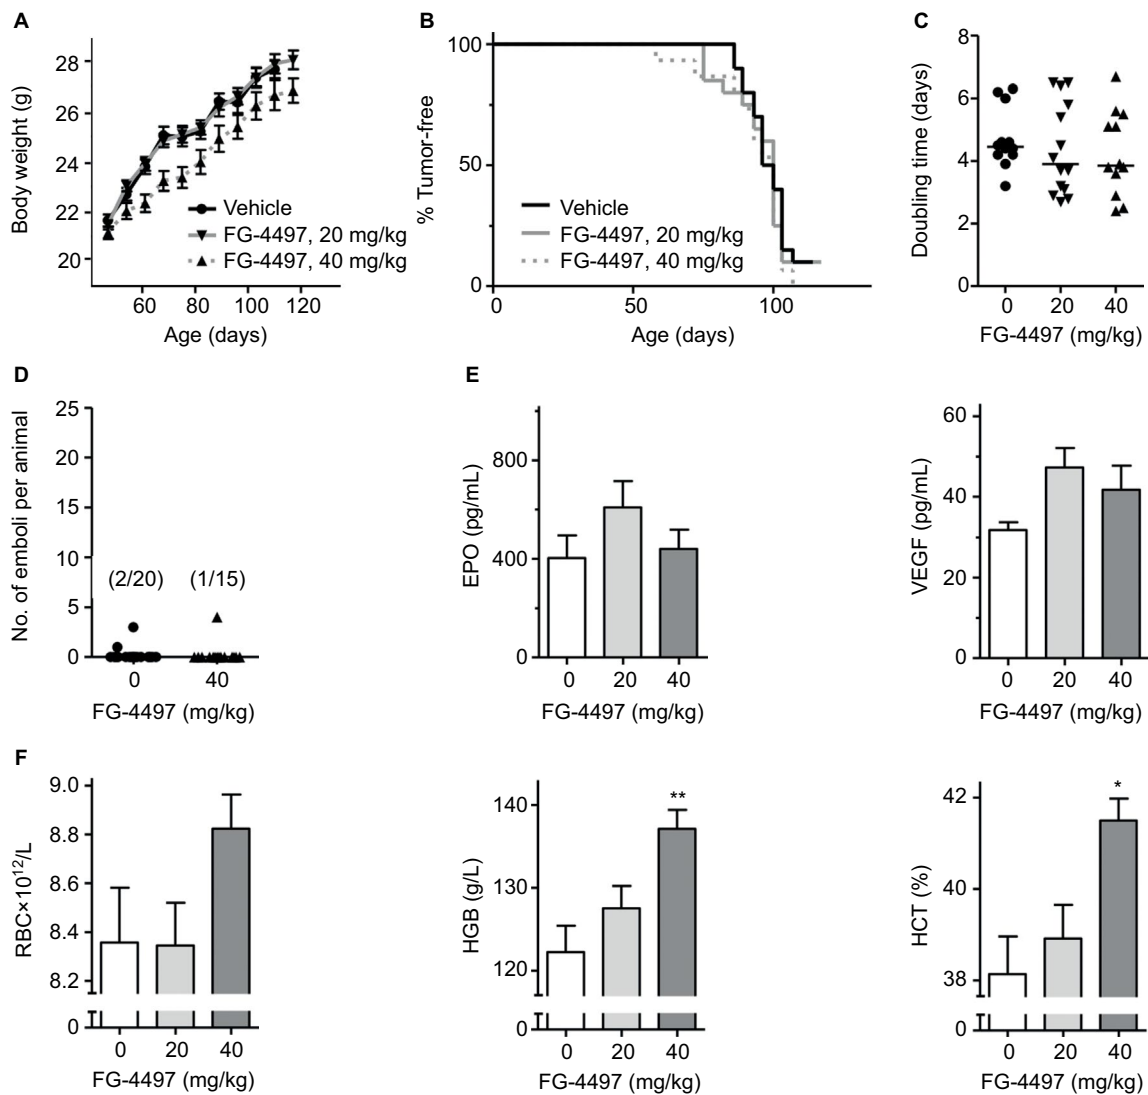 A
Body weight (g)
28
26
24
22
20
60 80 100 120
Age (days)
Vehicle
FG-4497, 20 mg/kg
FG-4497, 40 mg/kg
B
% Tumor-free
100
50
0
0 50 100
Age (days)
Vehicle
FG-4497, 20 mg/kg
FG-4497, 40 mg/kg
C
Doubling time (days)
8
6
4
2
0
0 20 40
FG-4497 (mg/kg)
D
No. of emboli per animal
25
20
15
10
5
0
(2/20) (1/15)
0 40
FG-4497 (mg/kg)
E
EPO (pg/mL)
800
400
0
0 20 40
FG-4497 (mg/kg)
VEGF (pg/mL)
60
40
20
0
0 20 40
FG-4497 (mg/kg)
F
RBC×10¹²/L
9.0
8.8
8.6
8.4
8.2
0
0 20 40
FG-4497 (mg/kg)
HGB (g/L)
140
130
120
0
**
0 20 40
FG-4497 (mg/kg)
HCT (%)
42
40
38
0
*
0 20 40
FG-4497 (mg/kg)